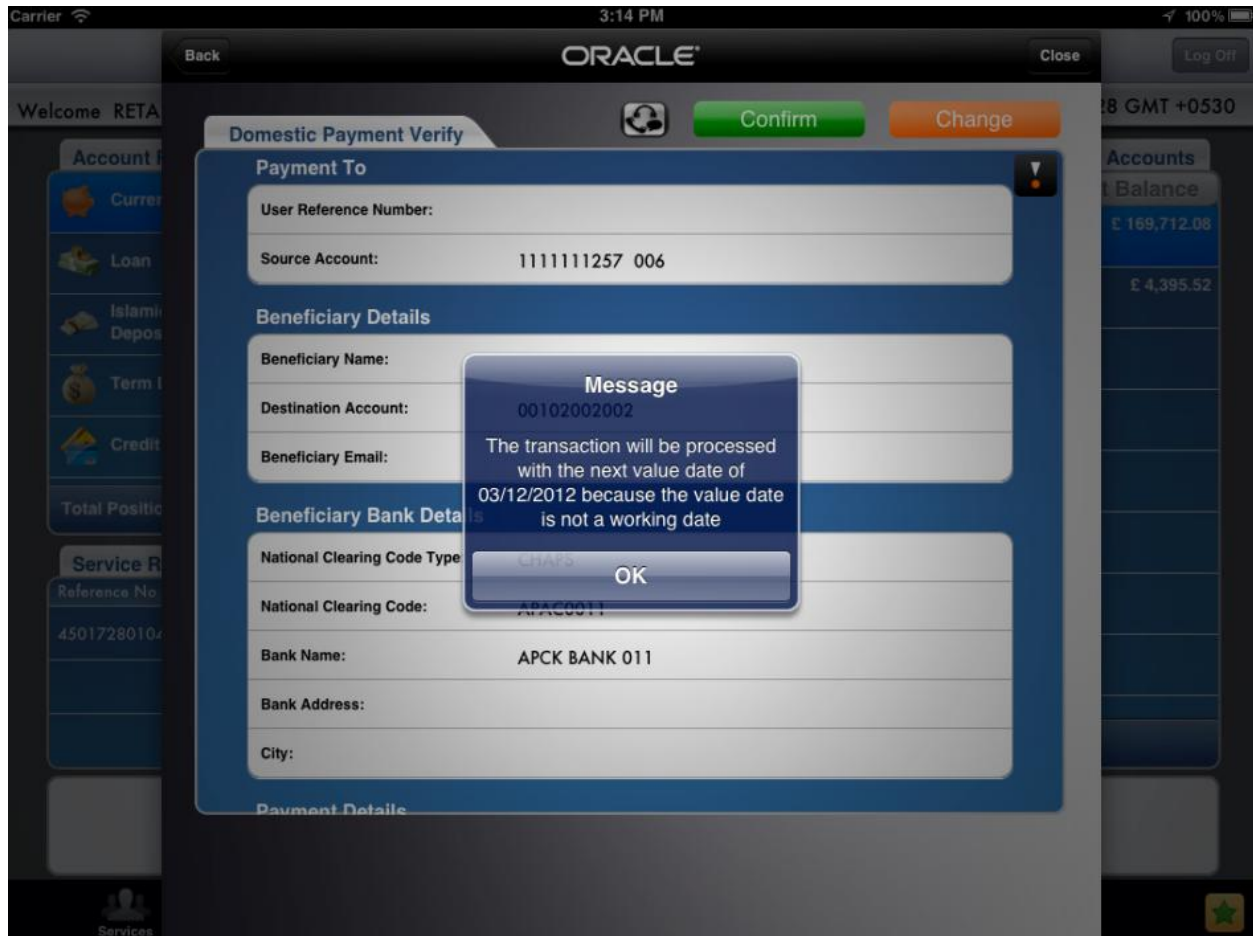 Carrier 3:14 PM 100%
Back ORACLE Close Log Off
Welcome RETA 28 GMT +0530
Confirm Change
Domestic Payment Verify
Account Accounts
Payment To
t Balance
Curren
User Reference Number:
£ 169,712.08
Source Account: 1111111257 006
Loan
£ 4,395.52
Islami
Depos
Beneficiary Details
Beneficiary Name:
Term
Message
Destination Account: 00102002002
Credit
The transaction will be processed
Beneficiary Email:
with the next value date of
03/12/2012 because the value date
is not a working date
Total Positio
Beneficiary Bank Details
National Clearing Code Type CHAPS
Service R
OK
Reference No
National Clearing Code: APAC0011
4501728010
Bank Name: APCK BANK 011
Bank Address:
City:
Payment Details
Services